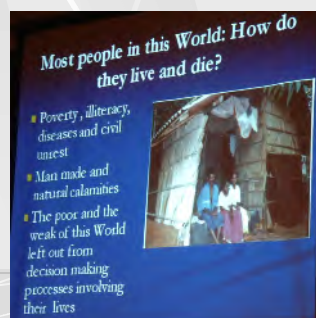 Most people in this World: How do
they live and die?
Poverty, illiteracy,
diseases and civil
unrest
Man made and
natural calamities
The poor and the
weak of this World
left out from
decision making
processes involving
their lives